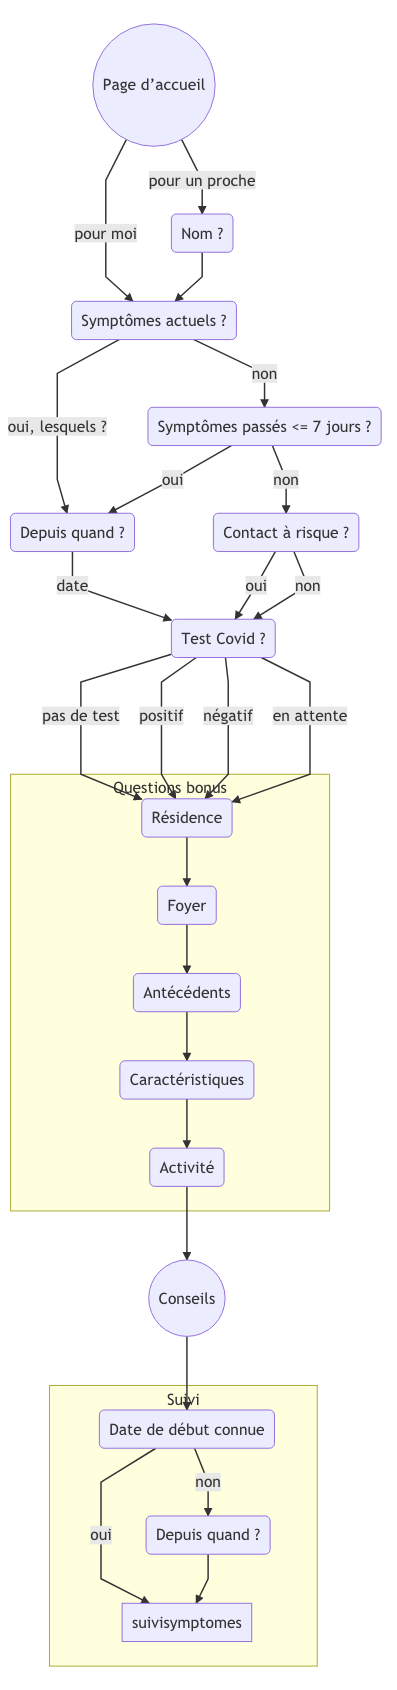 Page d’accueil
pour un proche
pour moi
Nom ?
Symptômes actuels ?
non
oui, lesquels ?
Symptômes passés <= 7 jours ?
oui
non
Depuis quand ?
Contact à risque ?
date
oui
non
Test Covid ?
pas de test
positif
négatif
en attente
Questions bonus
Résidence
Foyer
Antécédents
Caractéristiques
Activité
Conseils
Suivi
Date de début connue
non
oui
Depuis quand ?
suivisymptomes